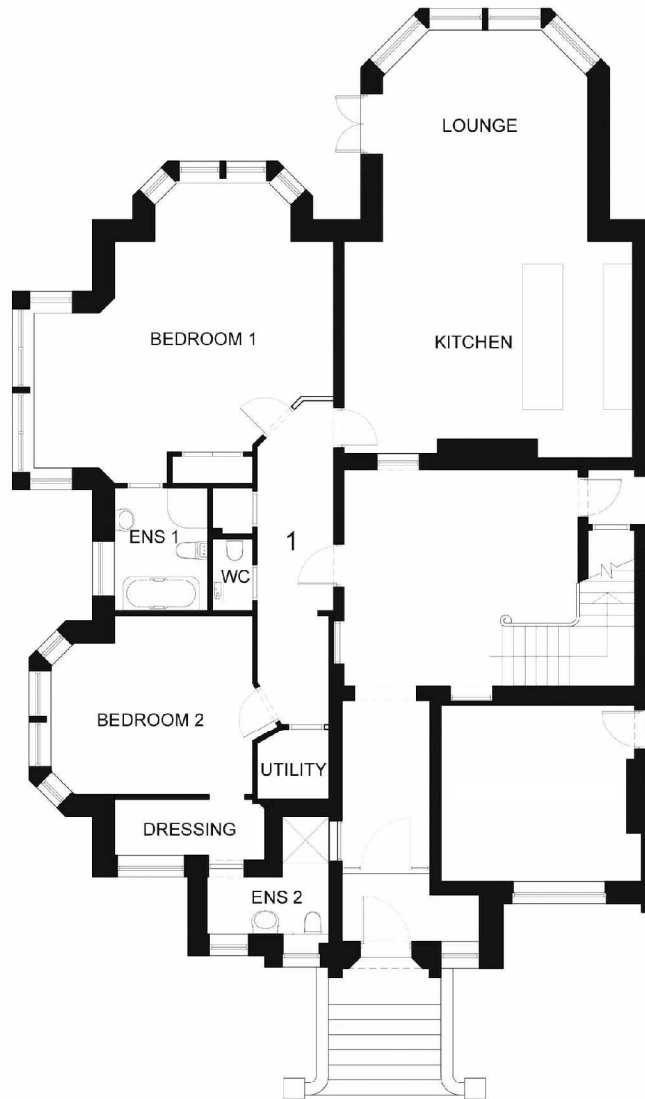 LOUNGE
BEDROOM 1
KITCHEN
ENS 1
1
WC
BEDROOM 2
UTILITY
DRESSING
ENS 2